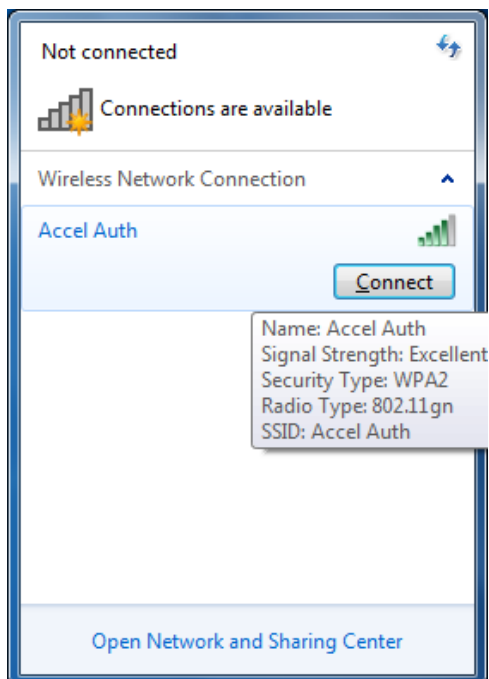 Not connected
Connections are available
Wireless Network Connection
Accel Auth
Connect
Name: Accel Auth
Signal Strength: Excellent
Security Type: WPA2
Radio Type: 802.11gn
SSID: Accel Auth
Open Network and Sharing Center